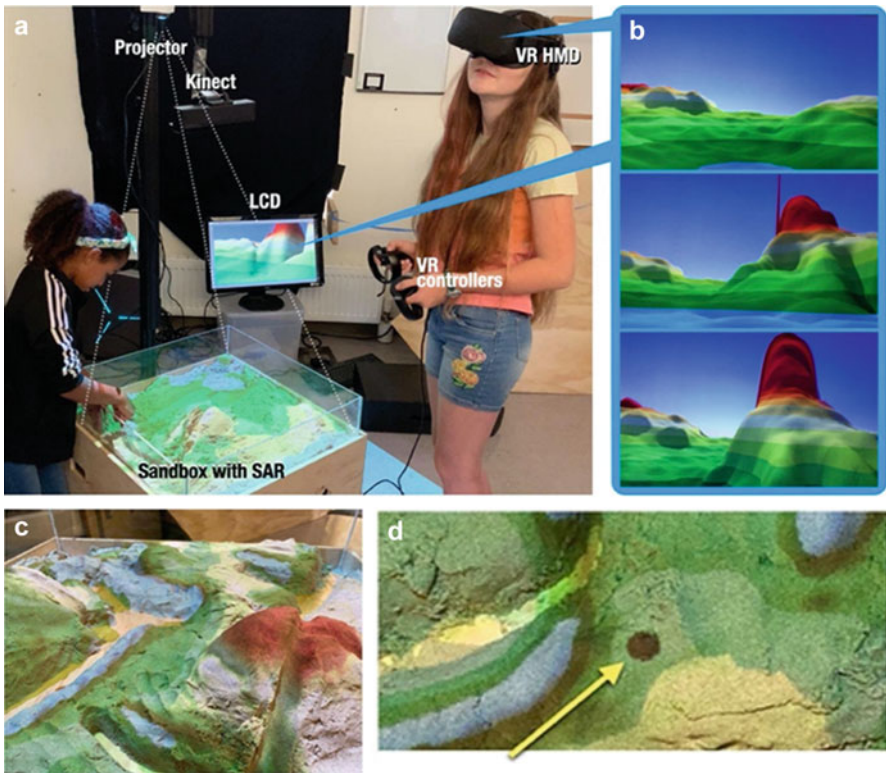 a
Projector
Kinect
LCD
VR HMD
VR
controllers
Sandbox with SAR
b
c
d